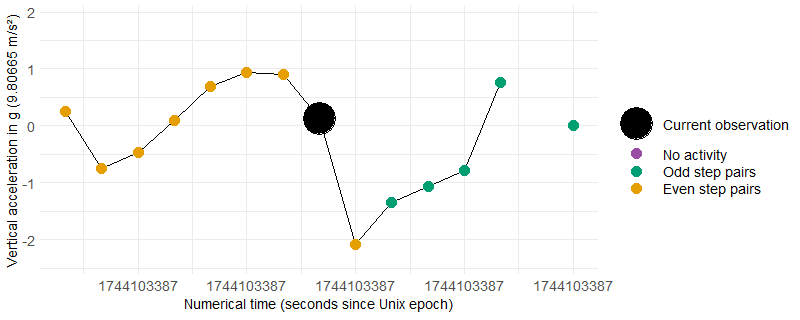 Vertical acceleration in g (9.80665 m/s²)
2
1
0
-1
-2
1744103387 1744103387 1744103387 1744103387 1744103387
Numerical time (seconds since Unix epoch)
Current observation
No activity
Odd step pairs
Even step pairs